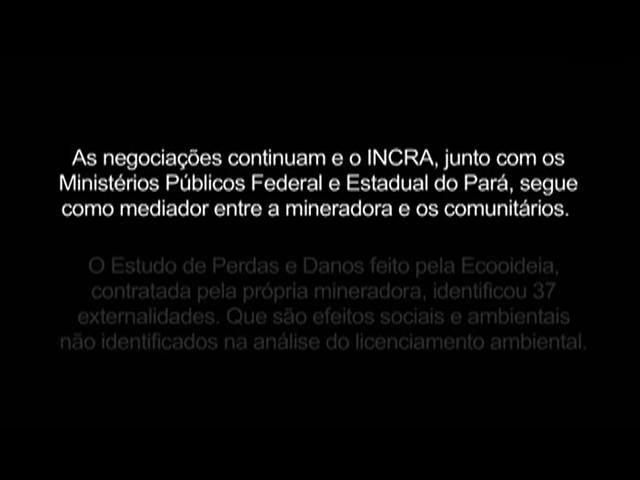 As negociações continuam e o INCRA, junto com os
Ministérios Públicos Federal e Estadual do Pará, segue
como mediador entre a mineradora e os comunitários.
O Estudo de Perdas e Danos feito pela Ecooideia,
contratada pela própria mineradora, identificou 37
externalidades. Que são efeitos sociais e ambientais
não identificados na análise do licenciamento ambiental.